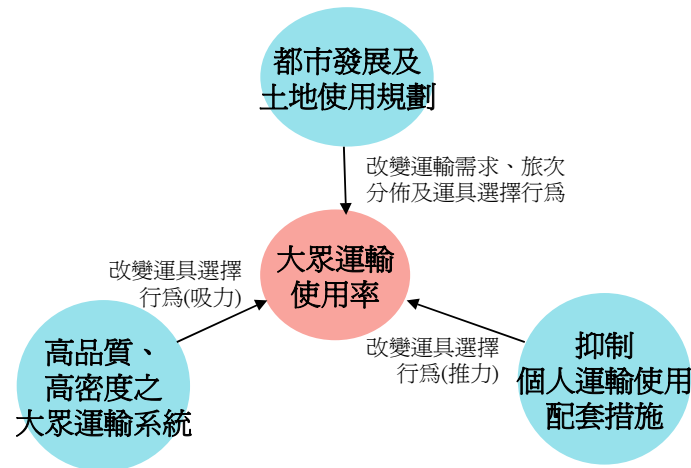 都市發展及
土地使用規劃
改變運輸需求、旅次
分佈及運具選擇行為
大眾運輸
使用率
改變運具選擇
行為(吸力)
高品質、
高密度之
大眾運輸系統
改變運具選擇
行為(推力)
抑制
個人運輸使用
配套措施